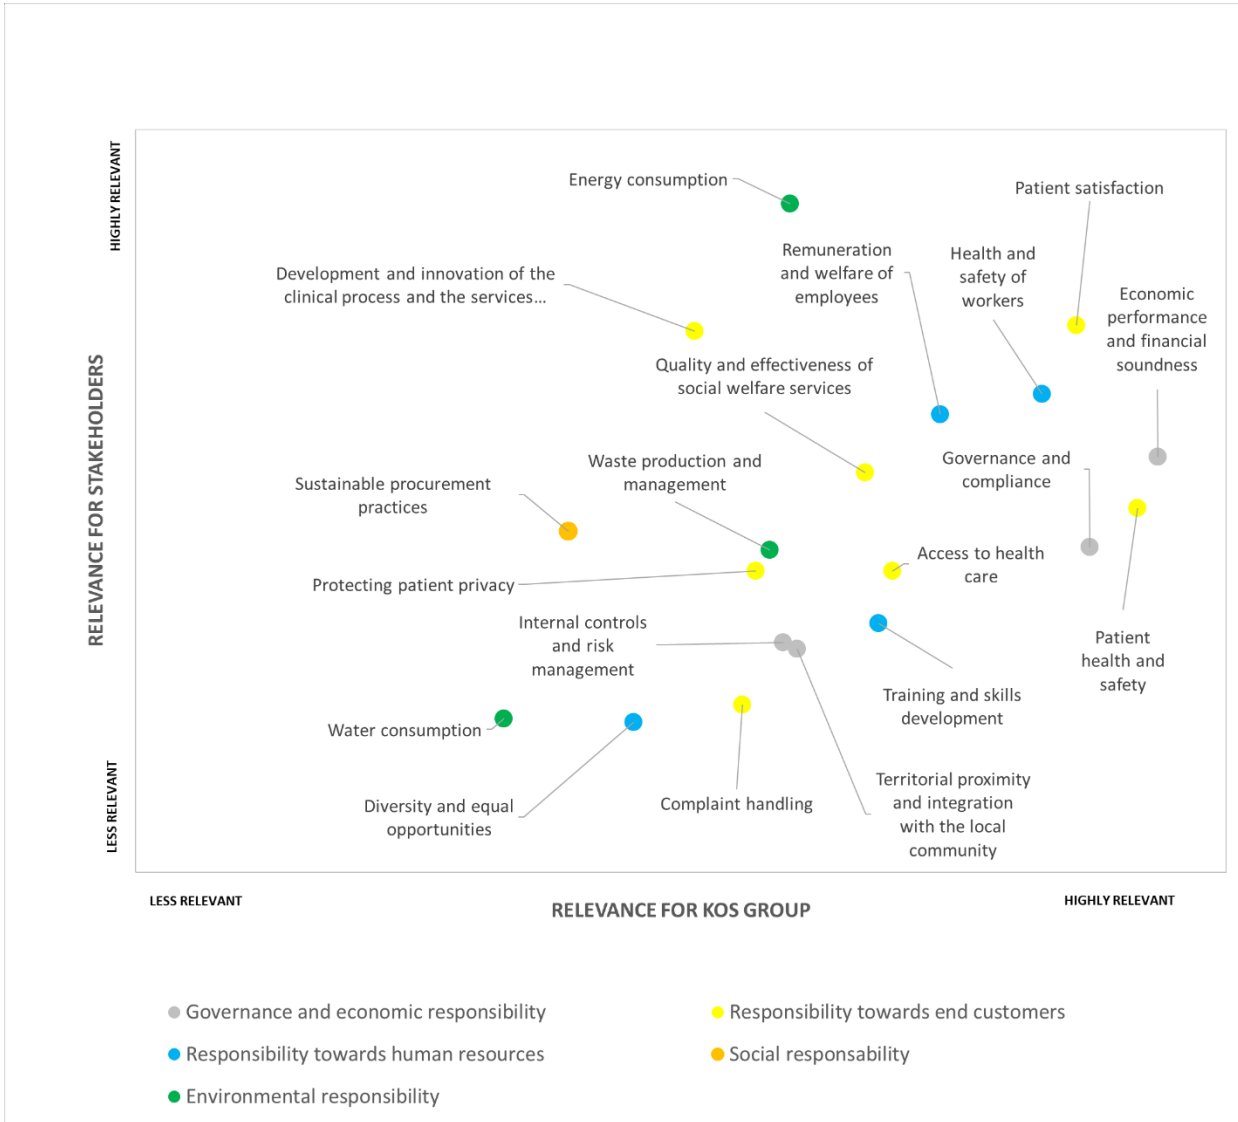 HIGHLY RELEVANT
Energy consumption
Patient satisfaction
Remuneration
and welfare of
employees
Health and
safety of
workers
Development and innovation of the
clinical process and the services...
Economic
performance
and financial
soundness
Quality and effectiveness of
social welfare services
RELEVANCE FOR STAKEHOLDERS
Waste production and
management
Governance and
compliance
Sustainable procurement
practices
Access to health
care
Protecting patient privacy
Internal controls
and risk
management
Patient
health and
safety
Training and skills
development
Water consumption
LESS RELEVANT
Diversity and equal
opportunities
Complaint handling
Territorial proximity
and integration
with the local
community
LESS RELEVANT
RELEVANCE FOR KOS GROUP
HIGHLY RELEVANT
Governance and economic responsibility
Responsibility towards end customers
Responsibility towards human resources
Social responsability
Environmental responsibility